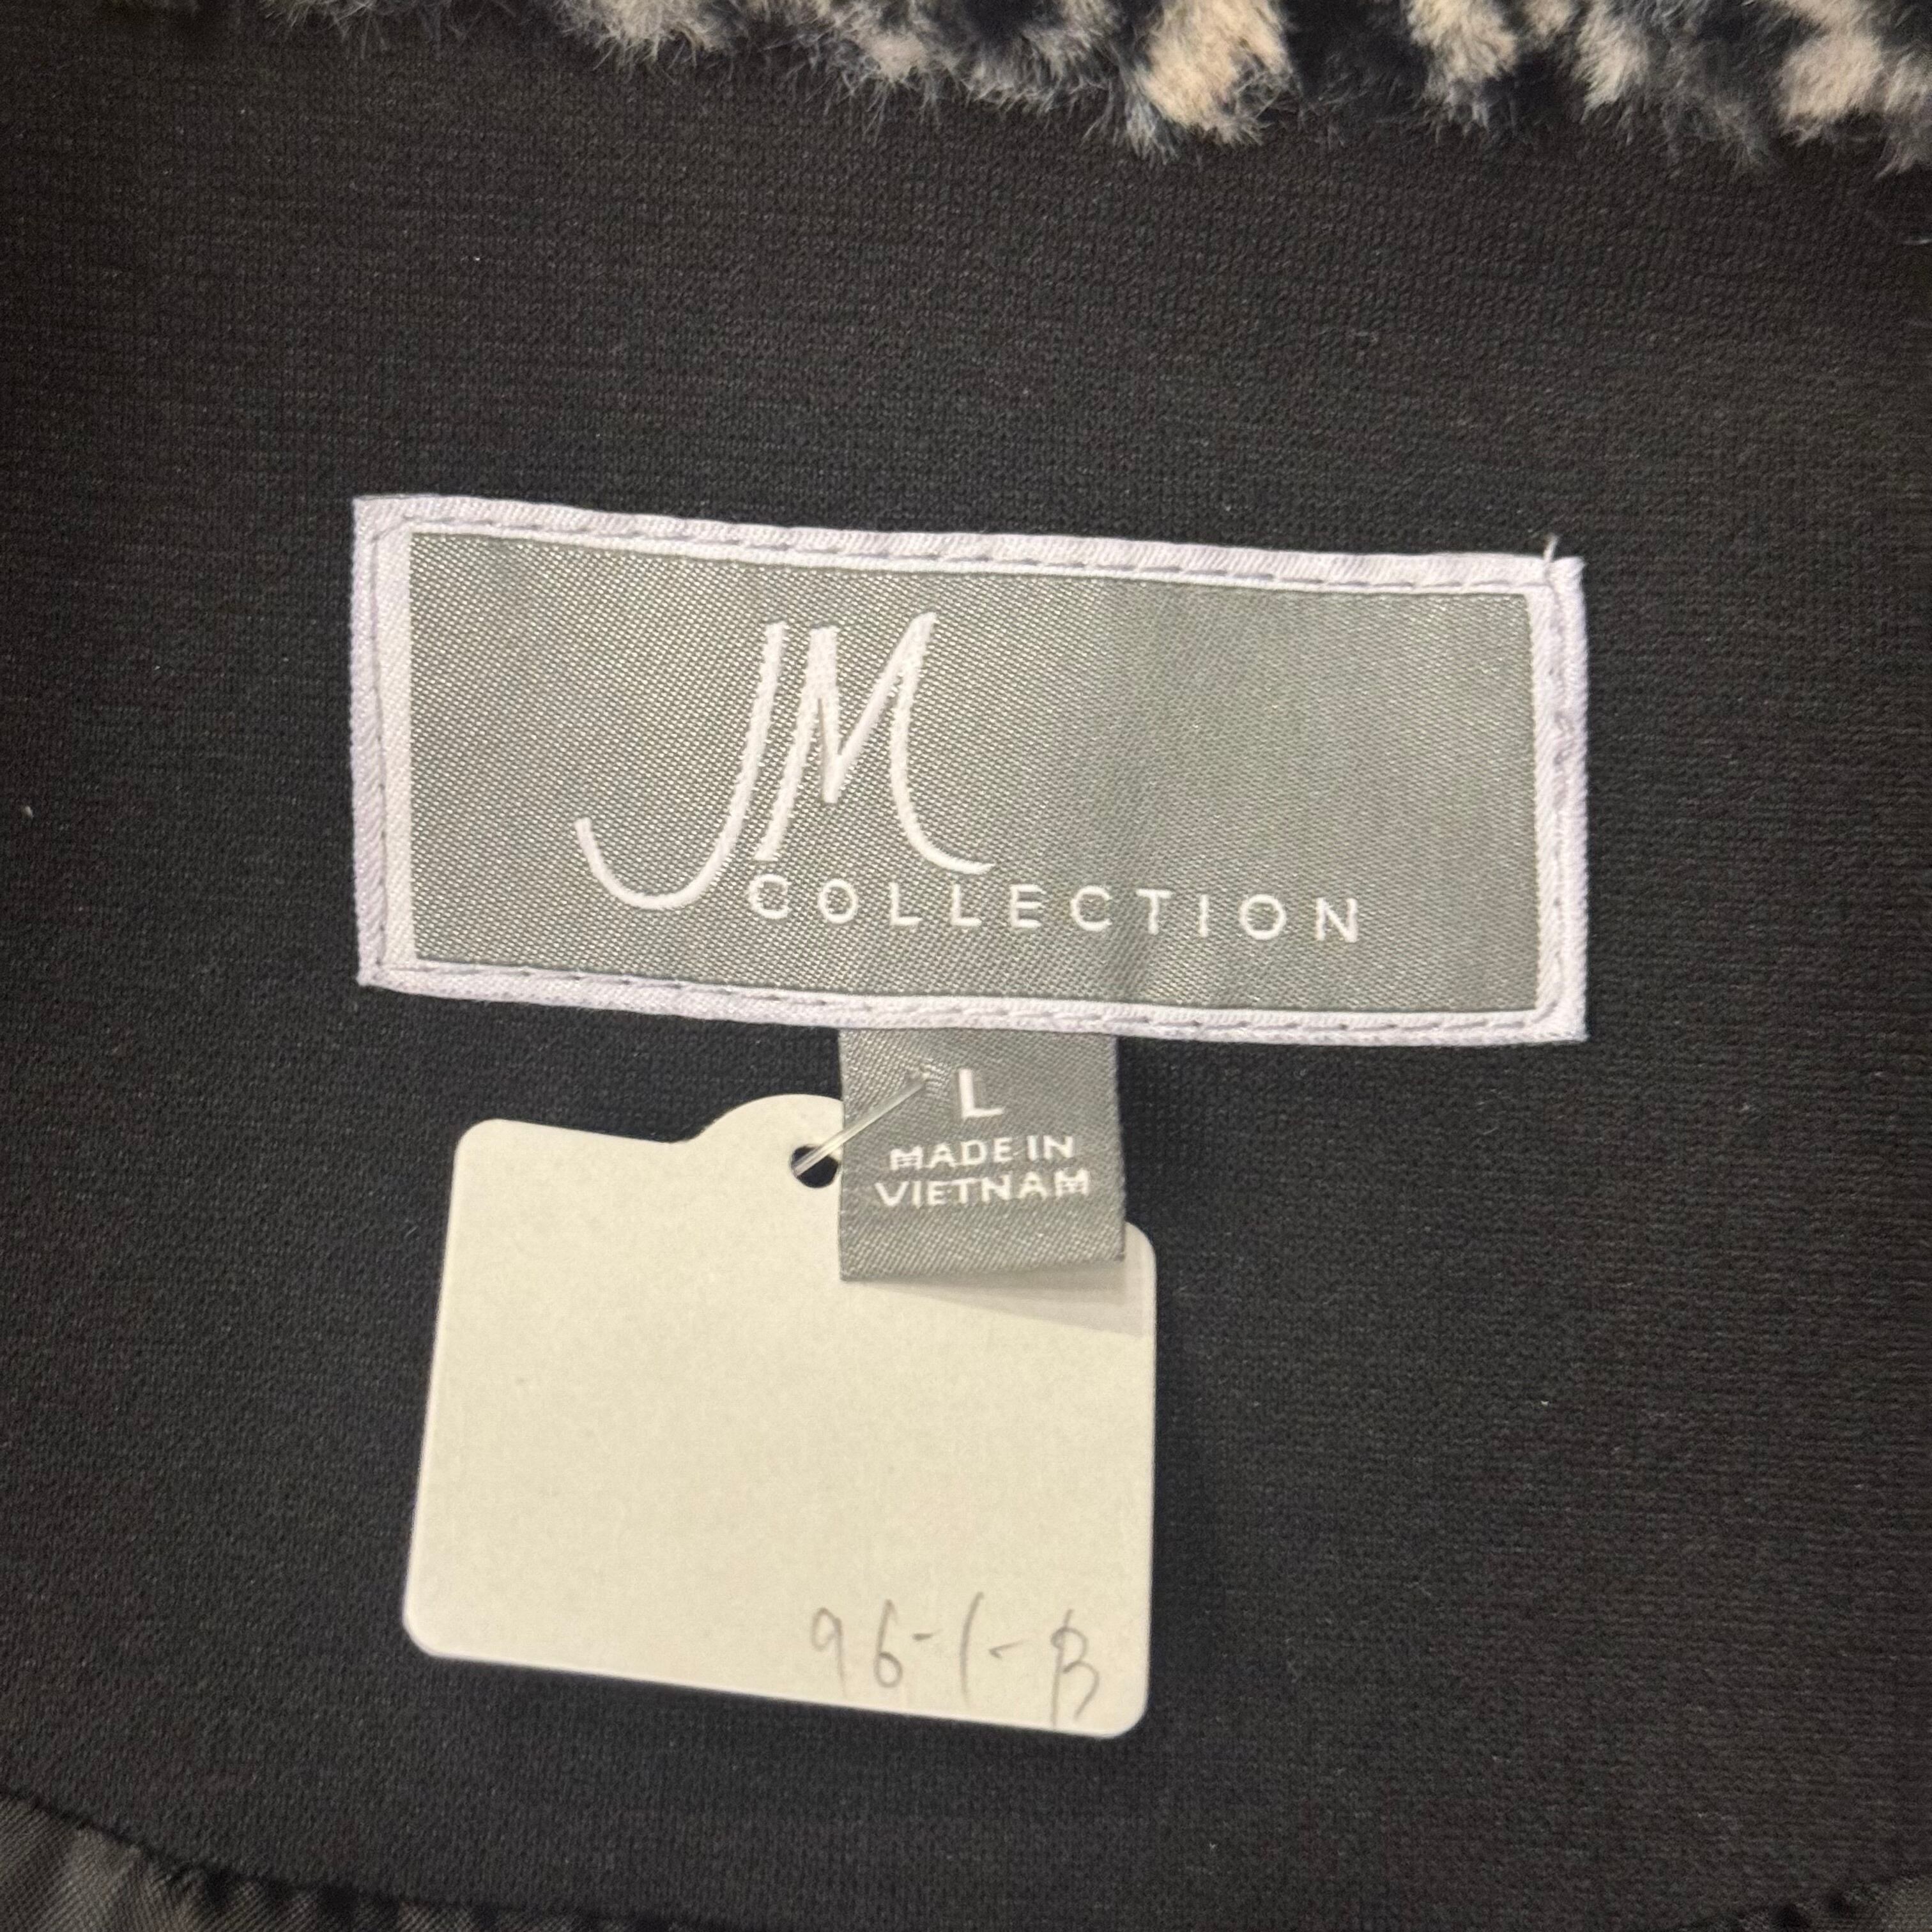 JM
COLLECTION
L
MADE IN
VIETNAM
96-1-B